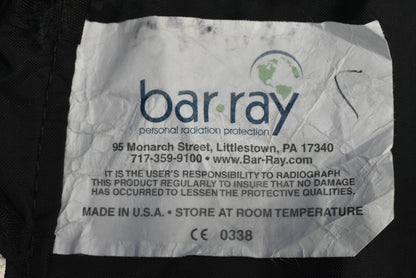 bar·ray
personal radiation protection
95 Monarch Street, Littlestown, PA 17340
717-359-9100 • www.Bar-Ray.com
IT IS THE USER'S RESPONSIBILITY TO RADIOGRAPH
THIS PRODUCT REGULARLY TO INSURE THAT NO DAMAGE
HAS OCCURRED TO LESSEN THE PROTECTIVE QUALITIES.
MADE IN U.S.A. • STORE AT ROOM TEMPERATURE
CE 0338